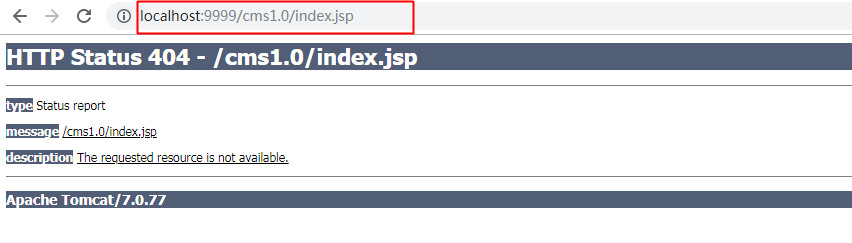 localhost:9999/cms1.0/index.jsp
HTTP Status 404 - /cms1.0/index.jsp
type Status report
message /cms1.0/index.jsp
description The requested resource is not available.
Apache Tomcat/7.0.77